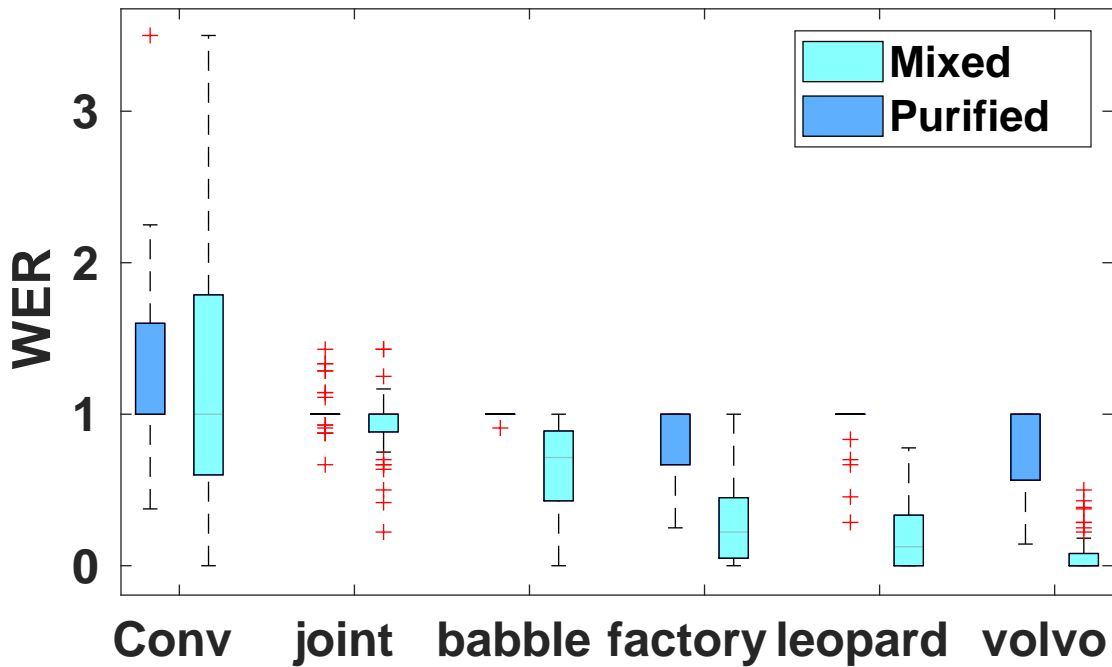 Mixed
Purified
3
2
1
0
WER
Conv joint babble factory leopard volvo